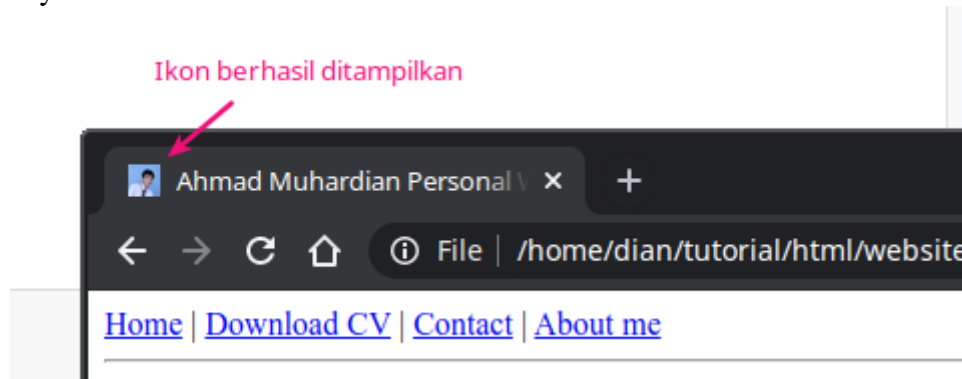 Ikon berhasil ditampilkan
Ahmad Muhardian Personal
File | /home/dian/tutorial/html/website
Home | Download CV | Contact | About me